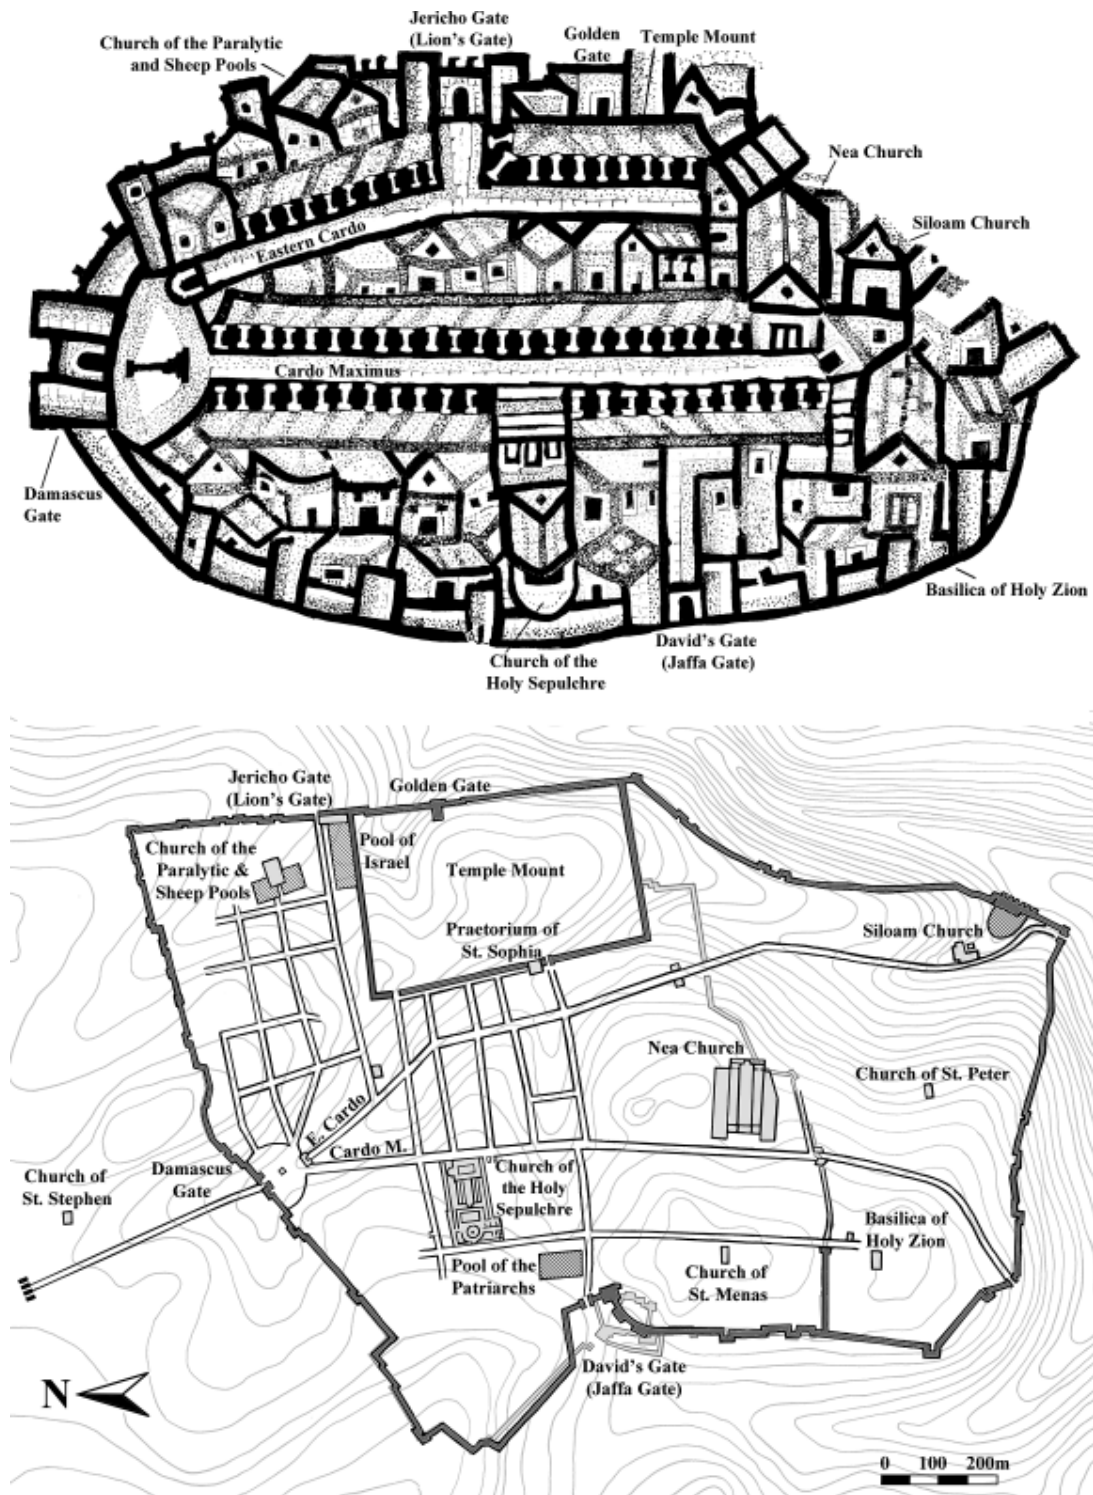 Jericho Gate
(Lion's Gate)
Golden
Gate
Temple Mount
Church of the Paralytic
and Sheep Pools
Nea Church
Siloam Church
Eastern Cardo
Cardo Maximus
Damascus
Gate
Basilica of Holy Zion
David's Gate
(Jaffa Gate)
Church of the
Holy Sepulchre
Jericho Gate
(Lion's Gate)
Golden Gate
Church of the
Paralytic &
Sheep Pools
Pool of
Israel
Temple Mount
Praetorium of
St. Sophia
Siloam Church
Nea Church
Church of St. Peter
E. Cardo
Cardo M.
Damascus
Gate
Church of
St. Stephen
Church of
the Holy
Sepulchre
Basilica of
Holy Zion
Pool of the
Patriarchs
Church of
St. Menas
David's Gate
(Jaffa Gate)
N
0 100 200m